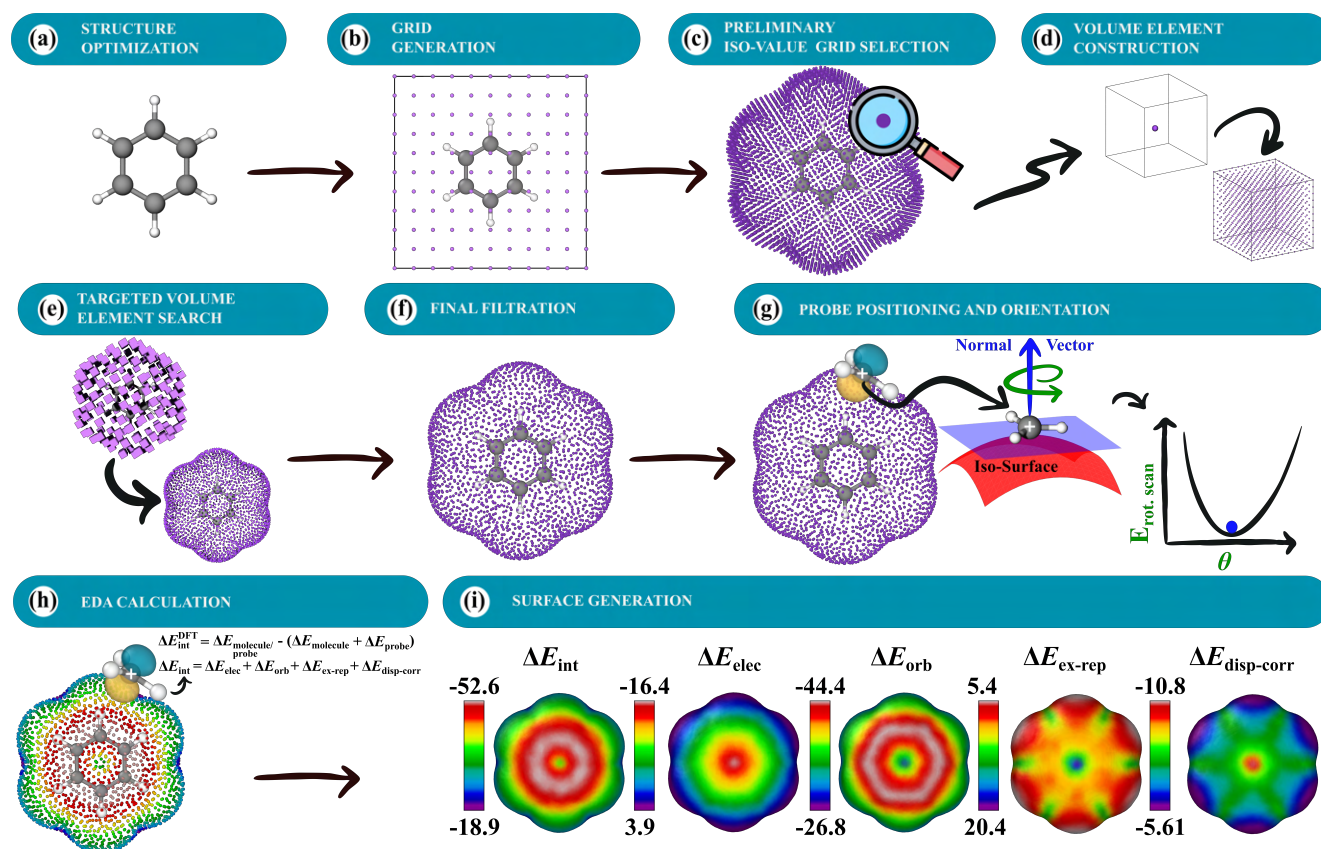 (a) STRUCTURE
OPTIMIZATION
(b) GRID
GENERATION
(c) PRELIMINARY
ISO-VALUE GRID SELECTION
(d) VOLUME ELEMENT
CONSTRUCTION
(e) TARGETED VOLUME
ELEMENT SEARCH
(f) FINAL FILTRATION
(g) PROBE POSITIONING AND ORIENTATION
Normal Vector
Iso-Surface
E_rot. scan
θ
(h) EDA CALCULATION
ΔE_int^DFT = ΔE_molecule/probe - (ΔE_molecule + ΔE_probe)
ΔE_int = ΔE_elec + ΔE_orb + ΔE_ex-rep + ΔE_disp-corr
(i) SURFACE GENERATION
ΔE_int ΔE_elec ΔE_orb ΔE_ex-rep ΔE_disp-corr
-52.6 -16.4 -44.4 5.4 -10.8
-18.9 3.9 -26.8 20.4 -5.61